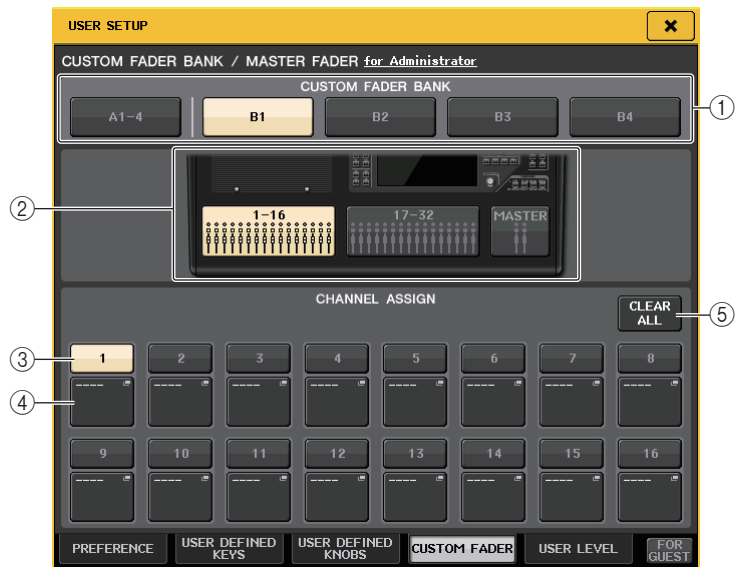 USER SETUP
CUSTOM FADER BANK / MASTER FADER for Administrator
CUSTOM FADER BANK
A1-4 B1 B2 B3 B4
1
2
1-16 17-32 MASTER
CHANNEL ASSIGN
CLEAR ALL
5
3
1 2 3 4 5 6 7 8
4
---- ---- ---- ---- ---- ---- ---- ----
9 10 11 12 13 14 15 16
---- ---- ---- ---- ---- ---- ---- ----
PREFERENCE USER DEFINED KEYS USER DEFINED KNOBS CUSTOM FADER USER LEVEL FOR GUEST